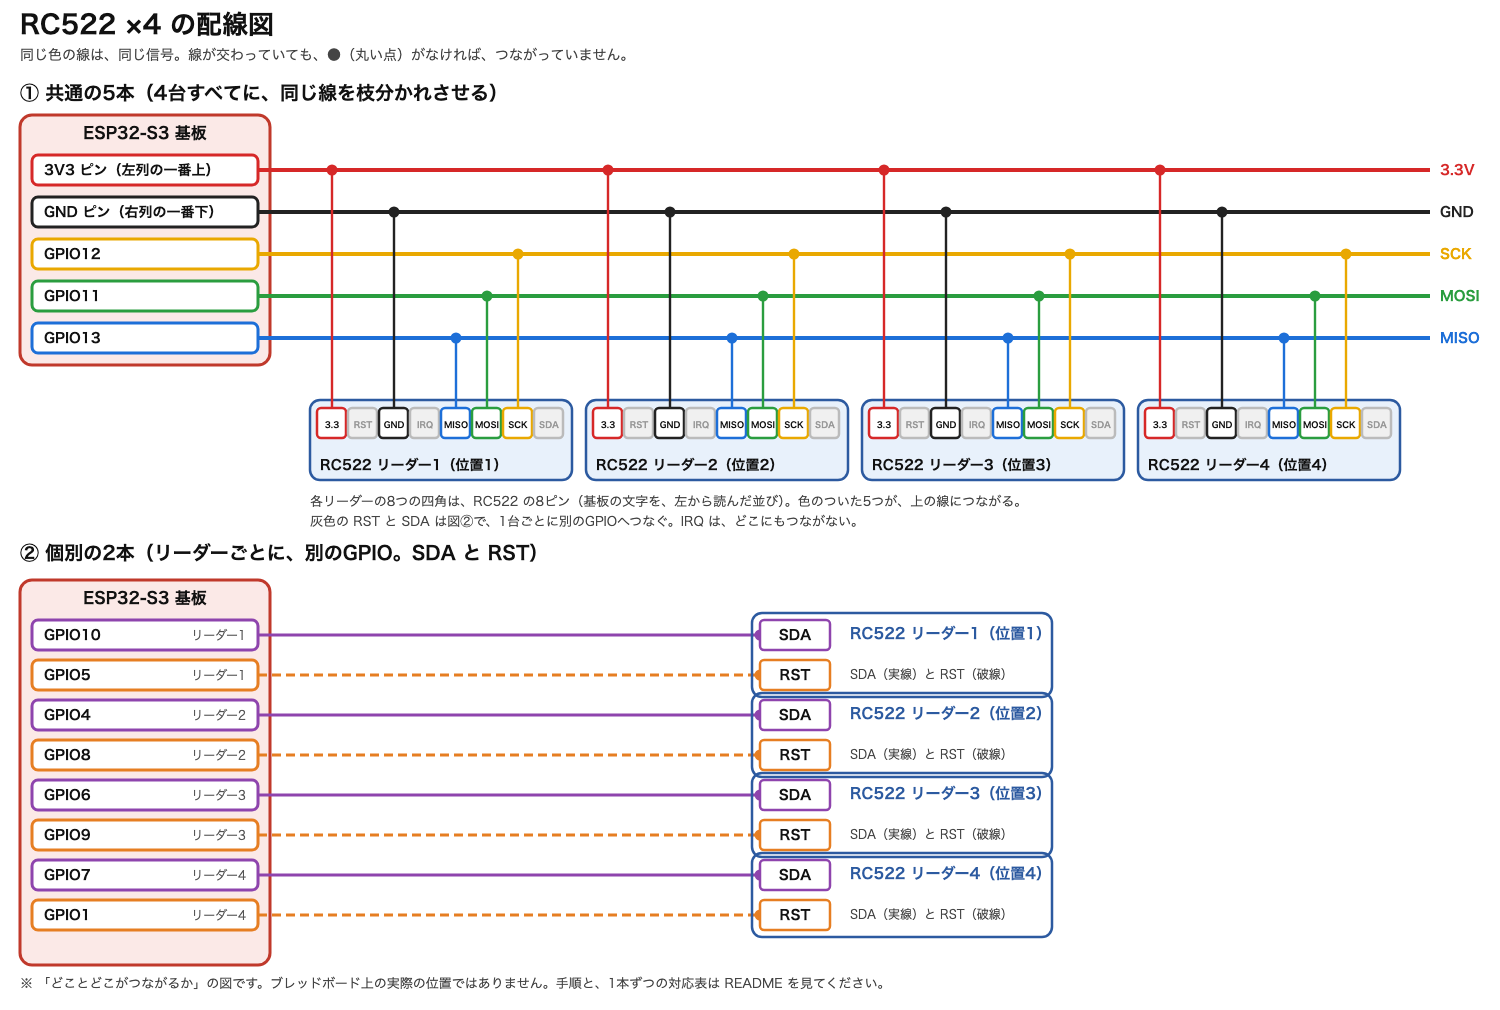 RC522 ×4 の配線図
同じ色の線は、同じ信号。線が交わっていても、●（丸い点）がなければ、つながっていません。
① 共通の5本（4台すべてに、同じ線を枝分かれさせる）
ESP32-S3 基板
3V3 ピン（左列の一番上）
3.3V
GND ピン（右列の一番下）
GND
GPIO12
SCK
GPIO11
MOSI
GPIO13
MISO
3.3 RST GND IRQ MISO MOSI SCK SDA
RC522 リーダー1（位置1）
3.3 RST GND IRQ MISO MOSI SCK SDA
RC522 リーダー2（位置2）
3.3 RST GND IRQ MISO MOSI SCK SDA
RC522 リーダー3（位置3）
3.3 RST GND IRQ MISO MOSI SCK SDA
RC522 リーダー4（位置4）
各リーダーの8つの四角は、RC522 の8ピン（基板の文字を、左から読んだ並び）。色のついた5つが、上の線につながる。
灰色の RST と SDA は図②で、1台ごとに別のGPIOへつなぐ。IRQ は、どこにもつながない。
② 個別の2本（リーダーごとに、別のGPIO。SDA と RST）
ESP32-S3 基板
GPIO10 リーダー1
SDA
RC522 リーダー1（位置1）
GPIO5 リーダー1
RST
SDA（実線）と RST（破線）
GPIO4 リーダー2
SDA
RC522 リーダー2（位置2）
GPIO8 リーダー2
RST
SDA（実線）と RST（破線）
GPIO6 リーダー3
SDA
RC522 リーダー3（位置3）
GPIO9 リーダー3
RST
SDA（実線）と RST（破線）
GPIO7 リーダー4
SDA
RC522 リーダー4（位置4）
GPIO1 リーダー4
RST
SDA（実線）と RST（破線）
※ 「どことどこがつながるか」の図です。ブレッドボード上の実際の位置ではありません。手順と、1本ずつの対応表は README を見てください。